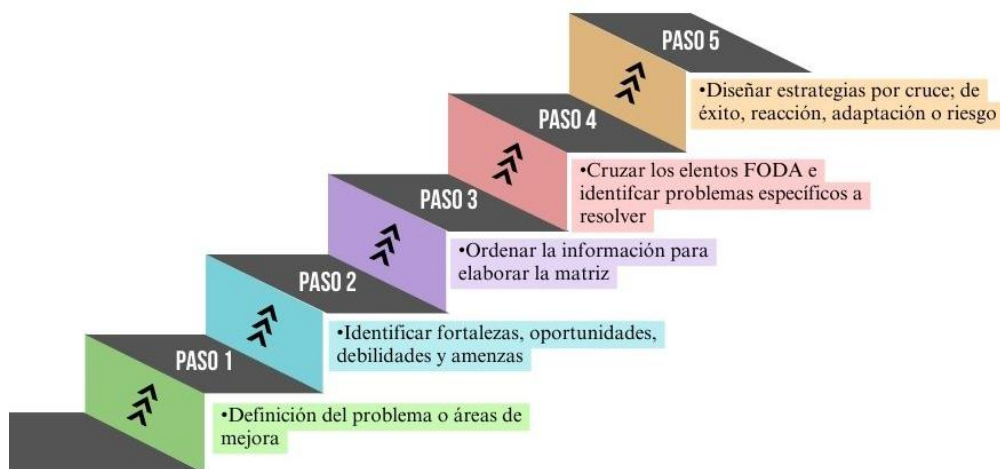 PASO 5
•Diseñar estrategias por cruce; de
éxito, reacción, adaptación o riesgo
PASO 4
•Cruzar los elentos FODA e
identifcar problemas específicos a
resolver
PASO 3
•Ordenar la información para
elaborar la matriz
PASO 2
•Identificar fortalezas, oportunidades,
debilidades y amenzas
PASO 1
•Definición del problema o áreas de
mejora